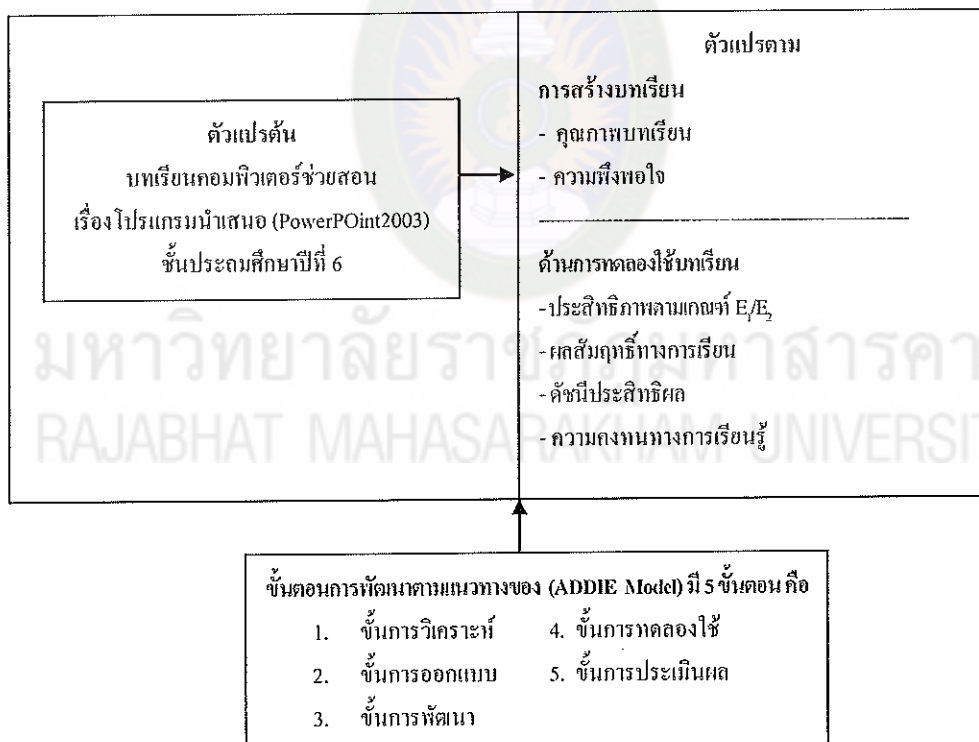 ตัวแปรต้น
บทเรียนคอมพิวเตอร์ช่วยสอน
เรื่องโปรแกรมนำเสนอ (PowerPOint2003)
ชั้นประถมศึกษาปีที่ 6
ตัวแปรตาม
การสร้างบทเรียน
- คุณภาพบทเรียน
- ความพึงพอใจ
ด้านการทดลองใช้บทเรียน
-ประสิทธิภาพตามเกณฑ์ E1/E2
-ผลสัมฤทธิ์ทางการเรียน
-ดัชนีประสิทธิผล
-ความคงทนทางการเรียนรู้
มหาวิทยาลัยราชภัฏมหาสารคา
RAJABHAT MAHASARAKHAM UNIVERSI
ขั้นตอนการพัฒนาตามแนวทางของ (ADDIE Model) มี 5 ขั้นตอน คือ
1. ขั้นการวิเคราะห์
2. ขั้นการออกแบบ
3. ขั้นการพัฒนา
4. ขั้นการทดลองใช้
5. ขั้นการประเมินผล